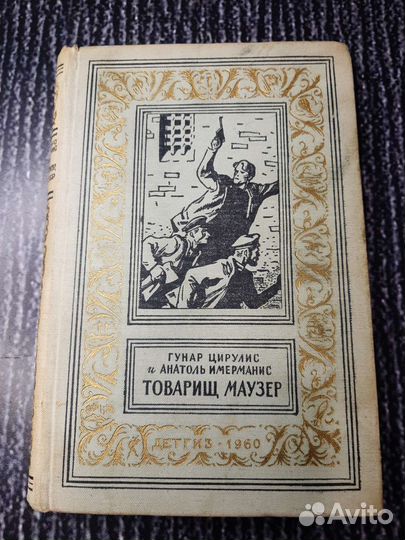 ГУНАР ЦИРУЛИС
и АНАТОЛЬ ИМЕРМАНИС
ТОВАРИЩ МАУЗЕР
ДЕТГИЗ · 1960
Avito